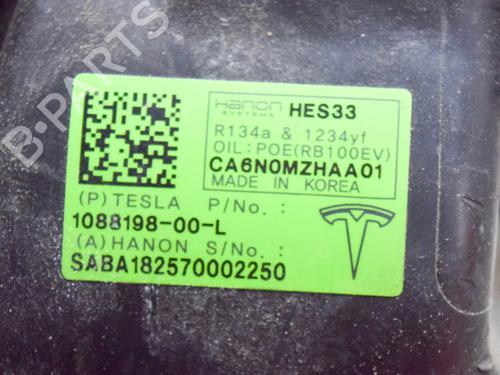 B-PARTS
Hanon
SYSTEMS
HES33
R134a & 1234yf
OIL:POE(RB100EV)
CA6N0MZHAA01
MADE IN KOREA
(P)TESLA P/No.:
1088198-00-L
(A)HANON S/No.:
SABA182570002250